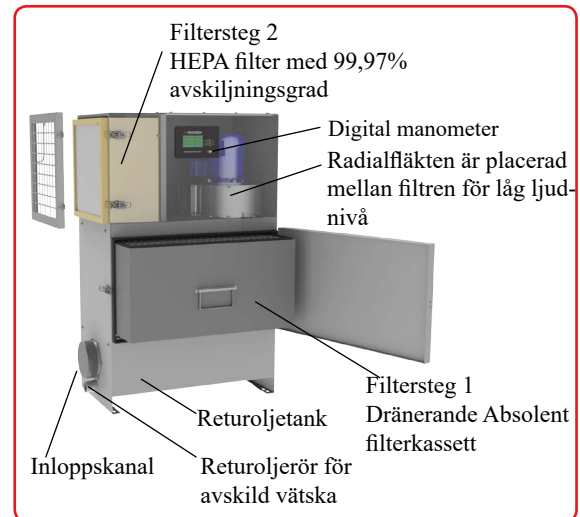 Filtersteg 2
HEPA filter med 99,97%
avskiljningsgrad
Digital manometer
Radialfläkten är placerad
mellan filtren för låg ljud-
nivå
Filtersteg 1
Dränerande Absolent
filterkassett
Returoljetank
Inloppskanal
Returoljerör för
avskild vätska